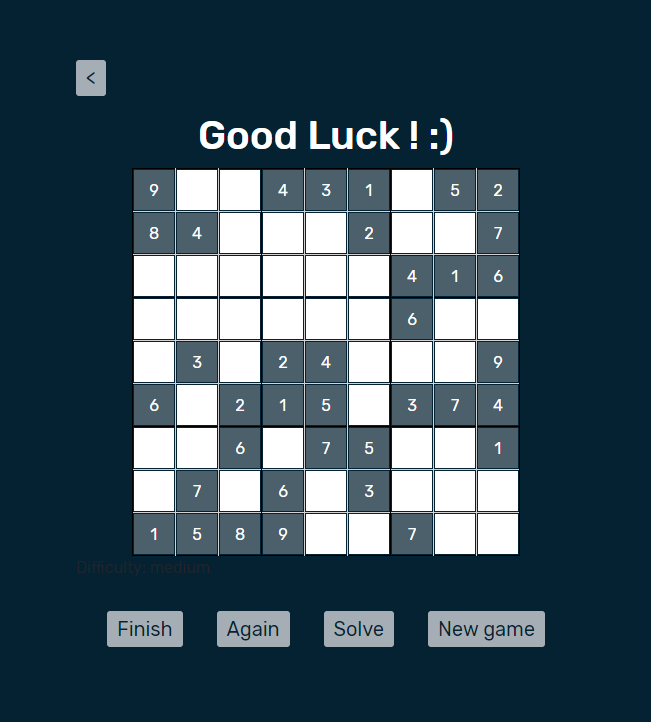 <
Good Luck ! :)
9 4 3 1 5 2
8 4 2 7
4 1 6
6
3 2 4 9
6 2 1 5 3 7 4
6 7 5 1
7 6 3
1 5 8 9 7
Difficulty: medium
Finish Again Solve New game